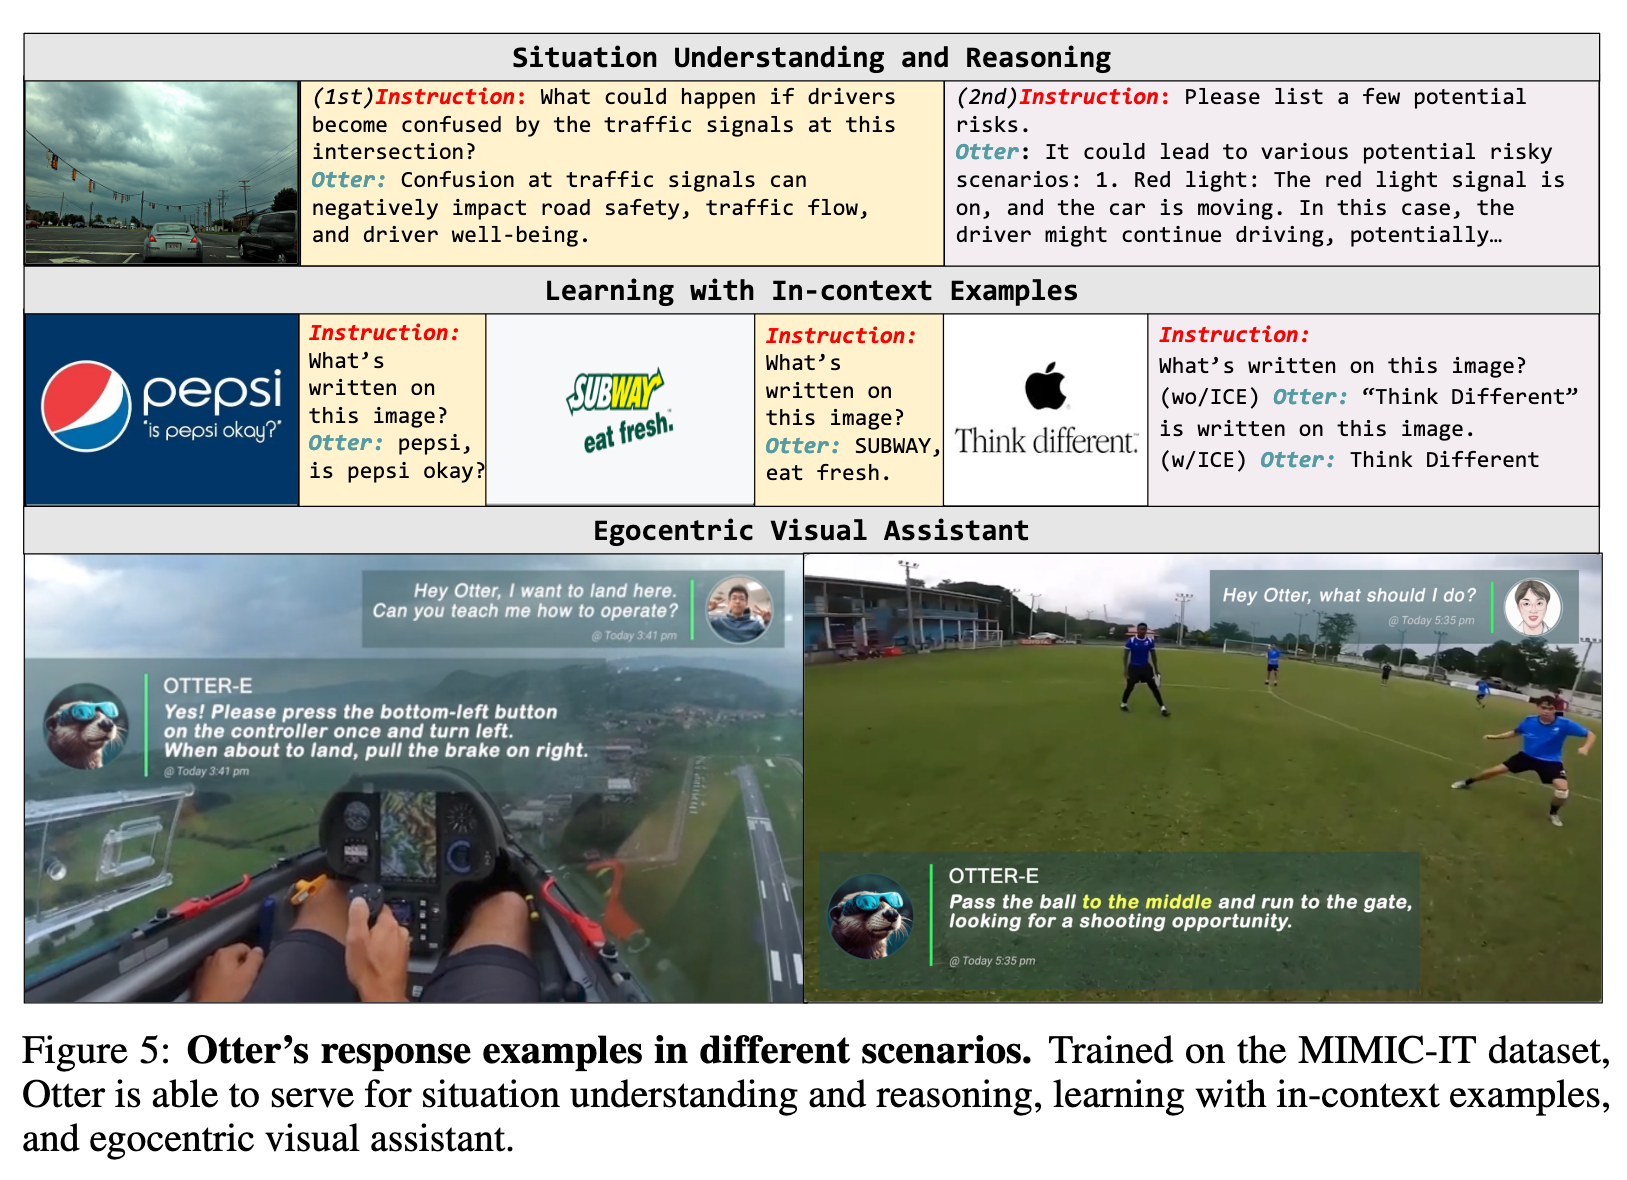 Situation Understanding and Reasoning
(1st)Instruction: What could happen if drivers
become confused by the traffic signals at this
intersection?
Otter: Confusion at traffic signals can
negatively impact road safety, traffic flow,
and driver well-being.
(2nd)Instruction: Please list a few potential
risks.
Otter: It could lead to various potential risky
scenarios: 1. Red light: The red light signal is
on, and the car is moving. In this case, the
driver might continue driving, potentially…
Learning with In-context Examples
pepsi
"is pepsi okay?"
Instruction:
What's
written on
this image?
Otter: pepsi,
is pepsi okay?
SUBWAY
eat fresh.
Instruction:
What's
written on
this image?
Otter: SUBWAY,
eat fresh.
Think different.™
Instruction:
What's written on this image?
(wo/ICE) Otter: “Think Different”
is written on this image.
(w/ICE) Otter: Think Different
Egocentric Visual Assistant
Hey Otter, I want to land here.
Can you teach me how to operate?
@ Today 3:41 pm
OTTER-E
Yes! Please press the bottom-left button
on the controller once and turn left.
When about to land, pull the brake on right.
@ Today 3:41 pm
Hey Otter, what should I do?
@ Today 5:35 pm
OTTER-E
Pass the ball to the middle and run to the gate,
looking for a shooting opportunity.
@ Today 5:35 pm
Figure 5: Otter's response examples in different scenarios. Trained on the MIMIC-IT dataset,
Otter is able to serve for situation understanding and reasoning, learning with in-context examples,
and egocentric visual assistant.